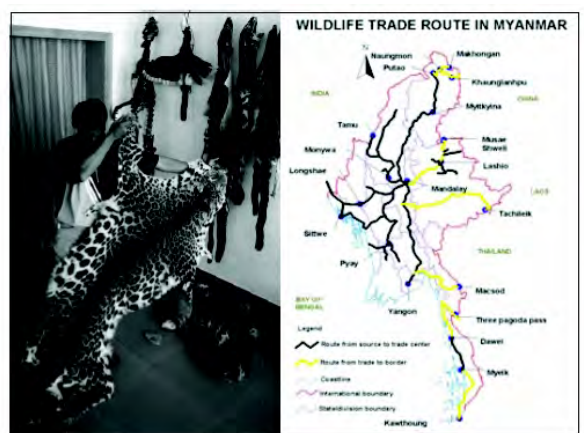 WILDLIFE TRADE ROUTE IN MYANMAR
N
Naungmon
Makhongan
Putao
Khaunglanhpu
INDIA
CHINA
Myitkyina
Tamu
Musae
Shweli
Monywa
Lashio
Longshae
Mandalay
LAOS
Tachileik
Sittwe
THAILAND
Pyay
Macsod
BAY OF
BENGAL
Yangon
Three pagoda pass
Legend
Dawei
Route from source to trade center
Route from trade to border
Myeik
Coastline
International boundary
State/division boundary
Kawthoung